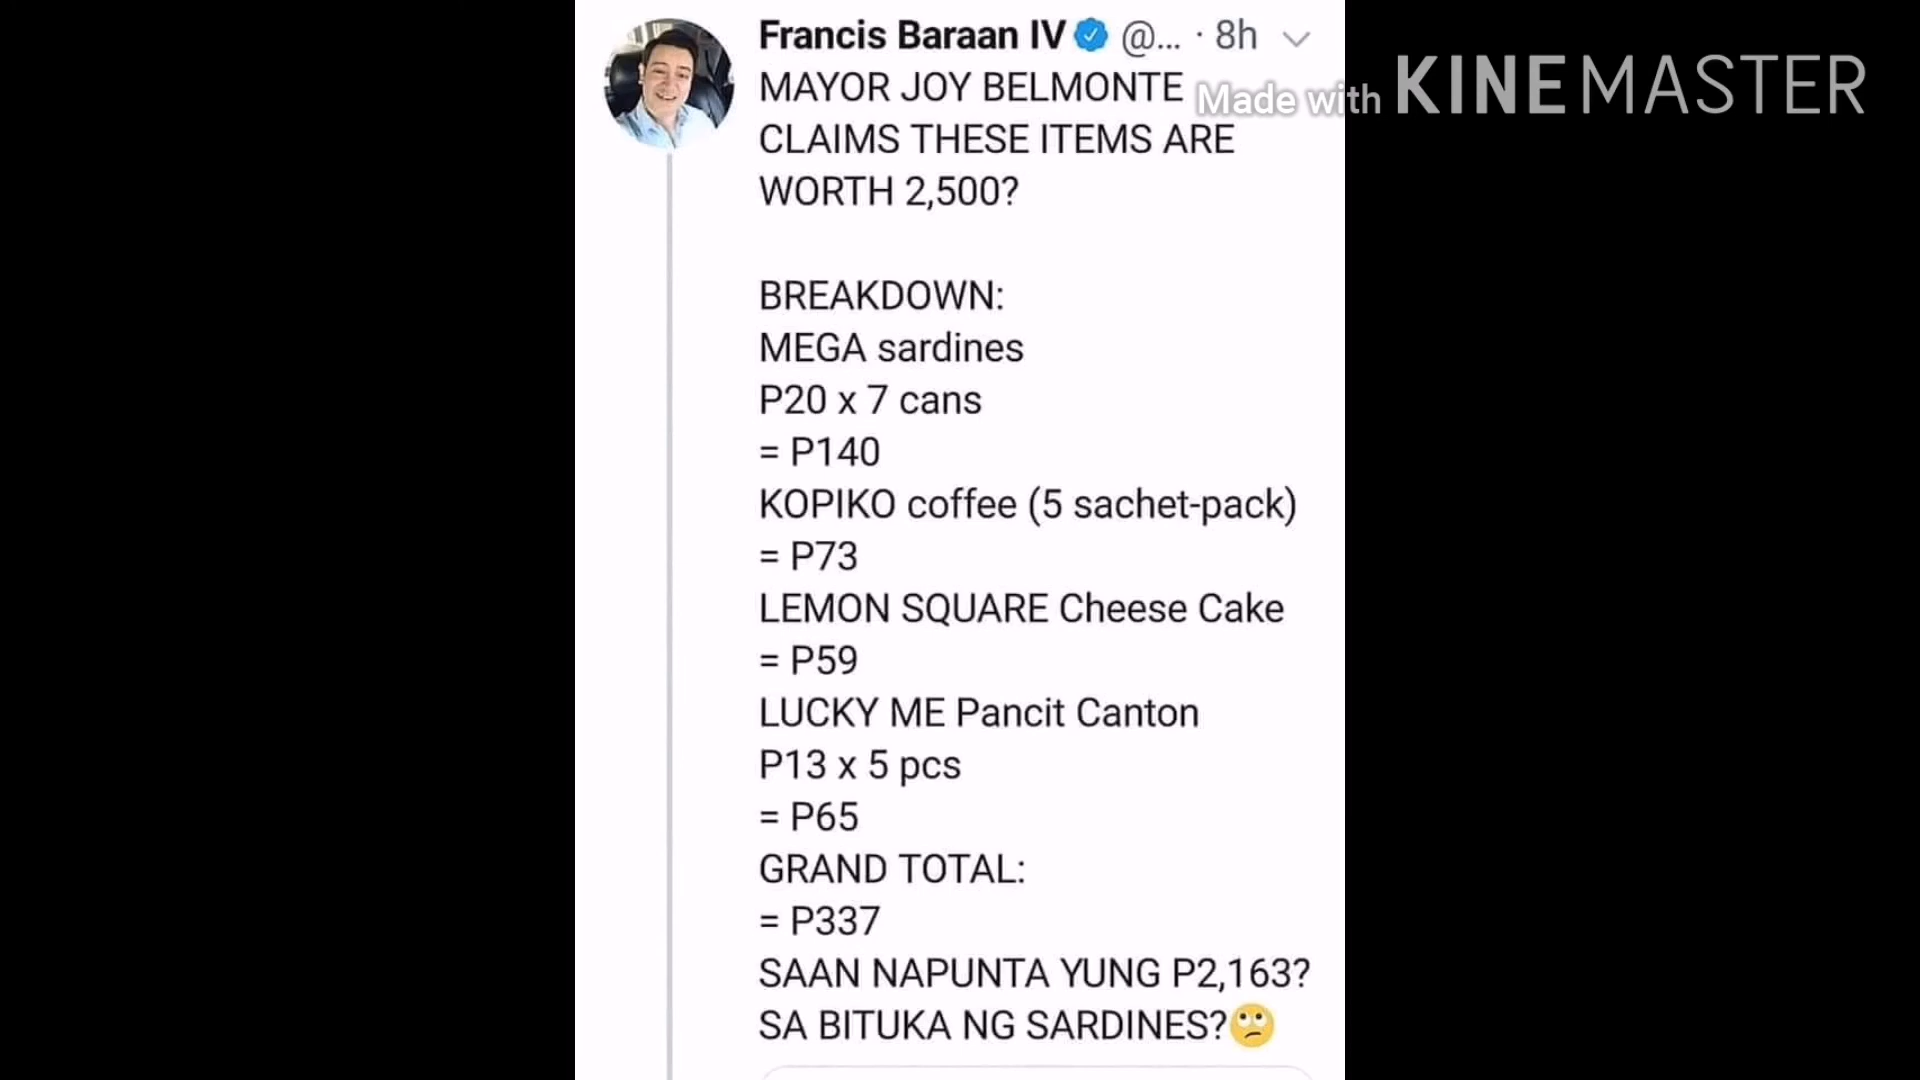 Francis Baraan IV @... · 8h
Made with KINEMASTER
MAYOR JOY BELMONTE
CLAIMS THESE ITEMS ARE
WORTH 2,500?
BREAKDOWN:
MEGA sardines
P20 x 7 cans
= P140
KOPIKO coffee (5 sachet-pack)
= P73
LEMON SQUARE Cheese Cake
= P59
LUCKY ME Pancit Canton
P13 x 5 pcs
= P65
GRAND TOTAL:
= P337
SAAN NAPUNTA YUNG P2,163?
SA BITUKA NG SARDINES?🙄